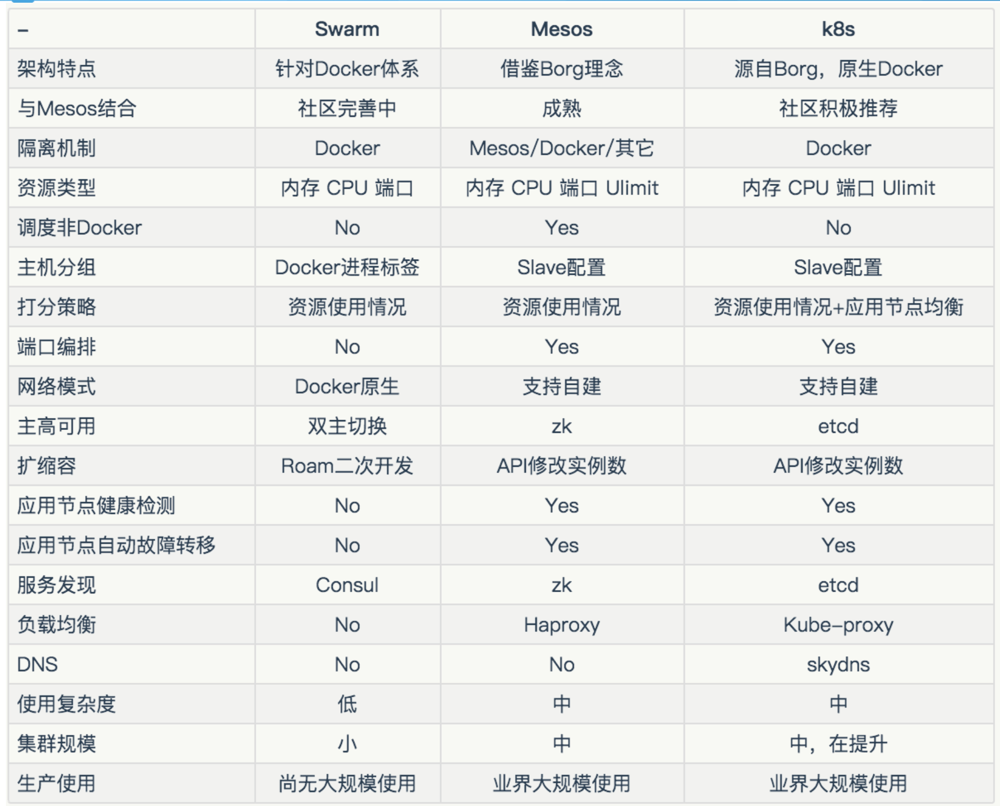 – Swarm Mesos k8s
架构特点 针对Docker体系 借鉴Borg理念 源自Borg，原生Docker
与Mesos结合 社区完善中 成熟 社区积极推荐
隔离机制 Docker Mesos/Docker/其它 Docker
资源类型 内存 CPU 端口 内存 CPU 端口 Ulimit 内存 CPU 端口 Ulimit
调度非Docker No Yes No
主机分组 Docker进程标签 Slave配置 Slave配置
打分策略 资源使用情况 资源使用情况 资源使用情况+应用节点均衡
端口编排 No Yes Yes
网络模式 Docker原生 支持自建 支持自建
主高可用 双主切换 zk etcd
扩缩容 Roam二次开发 API修改实例数 API修改实例数
应用节点健康检测 No Yes Yes
应用节点自动故障转移 No Yes Yes
服务发现 Consul zk etcd
负载均衡 No Haproxy Kube–proxy
DNS No No skydns
使用复杂度 低 中 中
集群规模 小 中 中，在提升
生产使用 尚无大规模使用 业界大规模使用 业界大规模使用